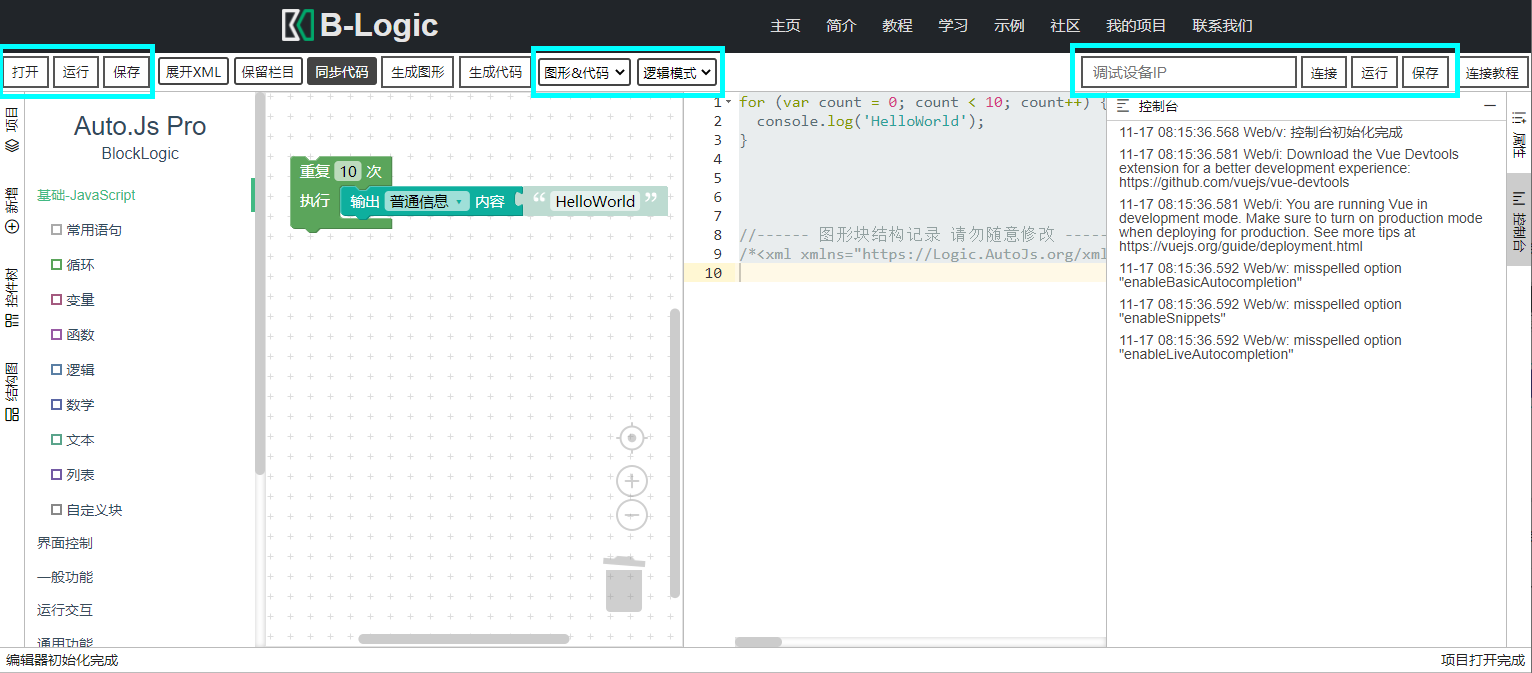 B-Logic
主页 简介 教程 学习 示例 社区 我的项目 联系我们
打开 运行 保存 展开XML 保留栏目 同步代码 生成图形 生成代码 图形&代码 逻辑模式 调试设备IP 连接 运行 保存 连接教程
项目
新增
控件树
结构图
Auto.Js Pro
BlockLogic
基础-JavaScript
常用语句
循环
变量
函数
逻辑
数学
文本
列表
自定义块
界面控制
一般功能
运行交互
通用功能
重复 10 次
执行 输出 普通信息 内容 “ HelloWorld ”
1 for (var count = 0; count < 10; count++) {
2 console.log('HelloWorld');
3 }
4
5
6
7
8 //------ 图形块结构记录 请勿随意修改 -----
9 /*<xml xmlns="https://Logic.AutoJs.org/xml
10
控制台
11-17 08:15:36.568 Web/v: 控制台初始化完成
11-17 08:15:36.581 Web/i: Download the Vue Devtools
extension for a better development experience:
https://github.com/vuejs/vue-devtools
11-17 08:15:36.581 Web/i: You are running Vue in
development mode. Make sure to turn on production mode
when deploying for production. See more tips at
https://vuejs.org/guide/deployment.html
11-17 08:15:36.592 Web/w: misspelled option
"enableBasicAutocompletion"
11-17 08:15:36.592 Web/w: misspelled option
"enableSnippets"
11-17 08:15:36.592 Web/w: misspelled option
"enableLiveAutocompletion"
属性
控制台
编辑器初始化完成
项目打开完成